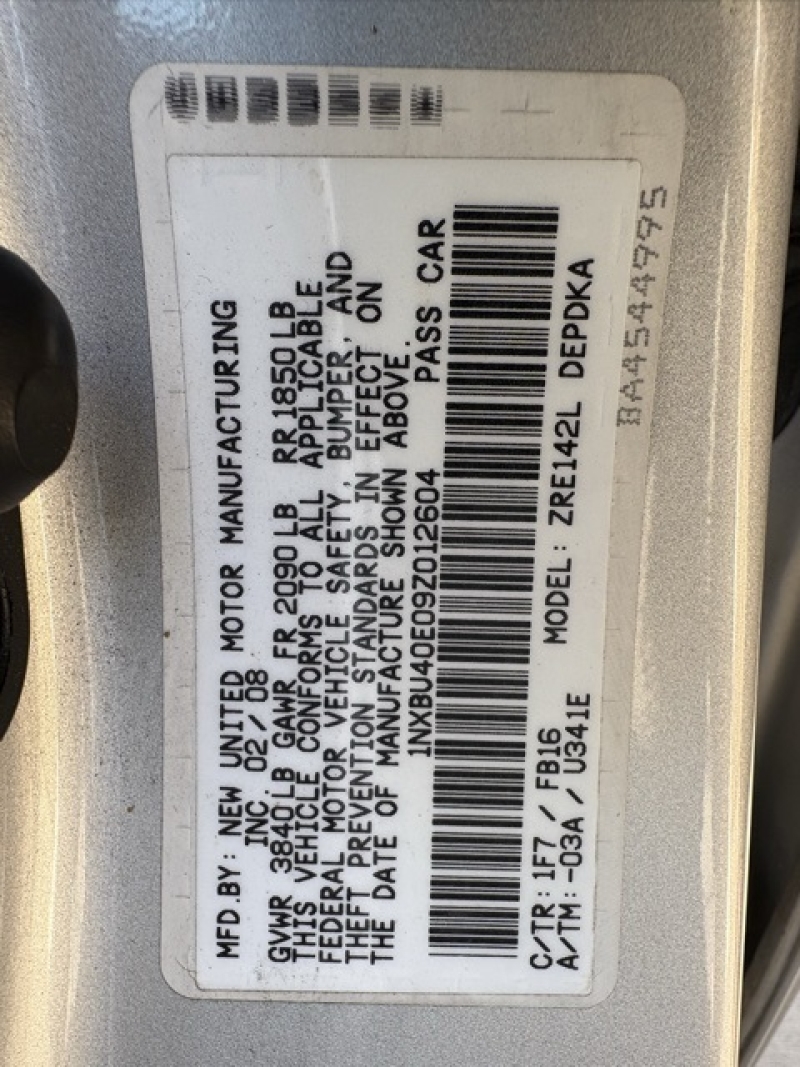 MFD.BY: NEW UNITED MOTOR MANUFACTURING
INC. 02/08
GVWR 3840LB GAWR FR 2090LB RR1850LB
THIS VEHICLE CONFORMS TO ALL APPLICABLE
FEDERAL MOTOR VEHICLE SAFETY, BUMPER, AND
THEFT PREVENTION STANDARDS IN EFFECT ON
THE DATE OF MANUFACTURE SHOWN ABOVE.
1NXBU40E09Z012604 PASS CAR
C/TR: 1F7 / FB16 MODEL: ZRE142L DEPDKA
A/TM: -03A / U341E
BA4544995